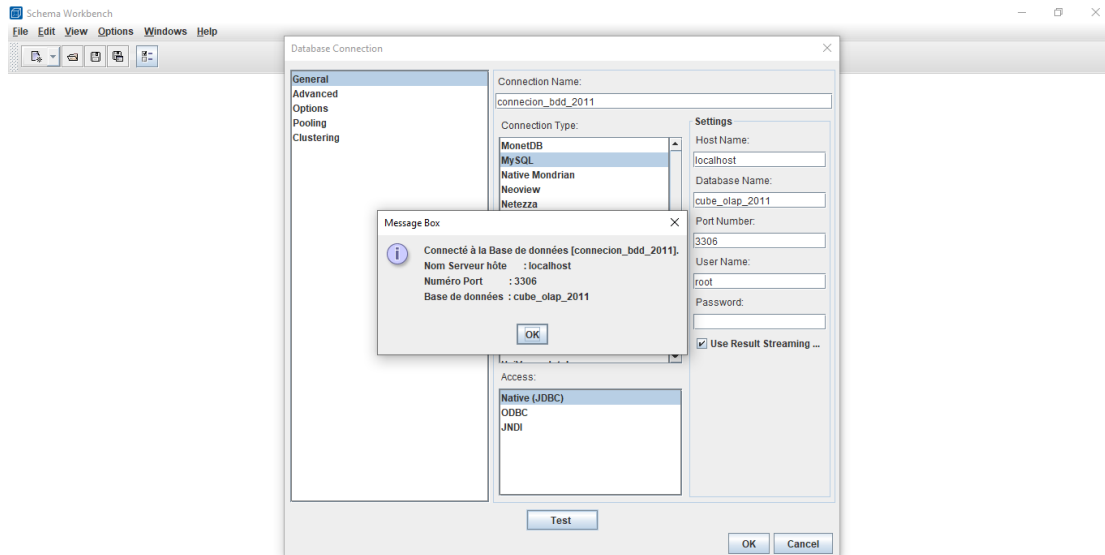 Schema Workbench
File Edit View Options Windows Help
Database Connection
General
Advanced
Options
Pooling
Clustering
Connection Name:
connecion_bdd_2011
Connection Type:
MonetDB
MySQL
Native Mondrian
Neoview
Netezza
Settings
Host Name:
localhost
Database Name:
cube_olap_2011
Port Number:
3306
User Name:
root
Password:
Use Result Streaming ...
Message Box
Connecté à la Base de données [connecion_bdd_2011].
Nom Serveur hôte : localhost
Numéro Port : 3306
Base de données : cube_olap_2011
OK
Access:
Native (JDBC)
ODBC
JNDI
Test
OK Cancel